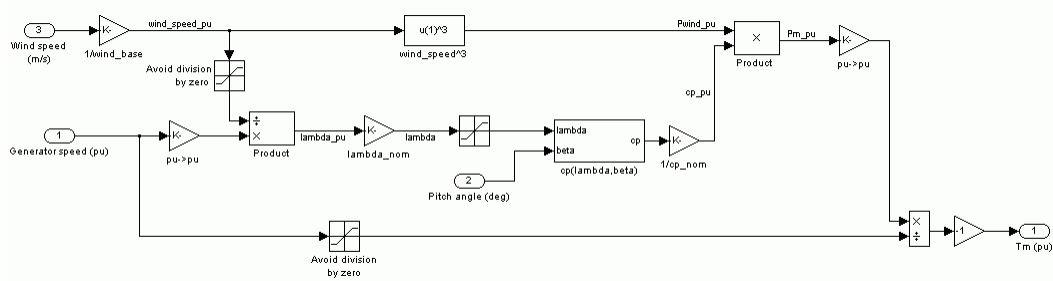 3
Wind speed
(m/s)
K-
1/wind_base
wind_speed_pu
u(1)^3
wind_speed^3
Pwind_pu
×
Product
Pm_pu
K-
pu->pu
Avoid division
by zero
cp_pu
1
Generator speed (pu)
K-
pu->pu
÷
×
Product
lambda_pu
K-
lambda_nom
lambda
lambda
beta
cp
cp(lambda,beta)
K-
1/cp_nom
2
Pitch angle (deg)
Avoid division
by zero
×
÷
-1
1
Tm (pu)